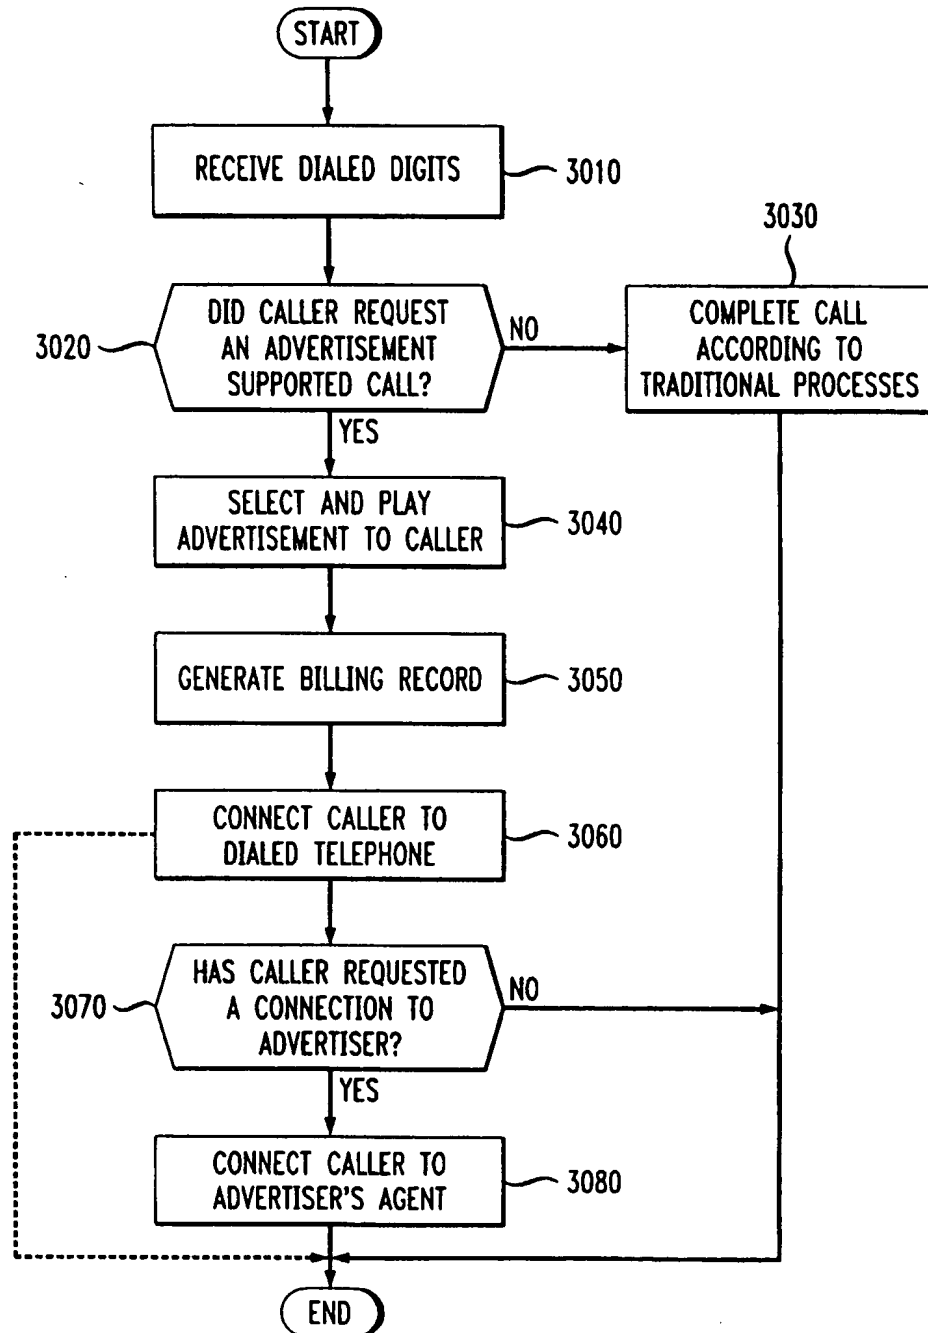 START
RECEIVE DIALED DIGITS
3010
3030
DID CALLER REQUEST
AN ADVERTISEMENT
SUPPORTED CALL?
3020
NO
COMPLETE CALL
ACCORDING TO
TRADITIONAL PROCESSES
YES
SELECT AND PLAY
ADVERTISEMENT TO CALLER
3040
GENERATE BILLING RECORD
3050
CONNECT CALLER TO
DIALED TELEPHONE
3060
HAS CALLER REQUESTED
A CONNECTION TO
ADVERTISER?
3070
NO
YES
CONNECT CALLER TO
ADVERTISER'S AGENT
3080
END